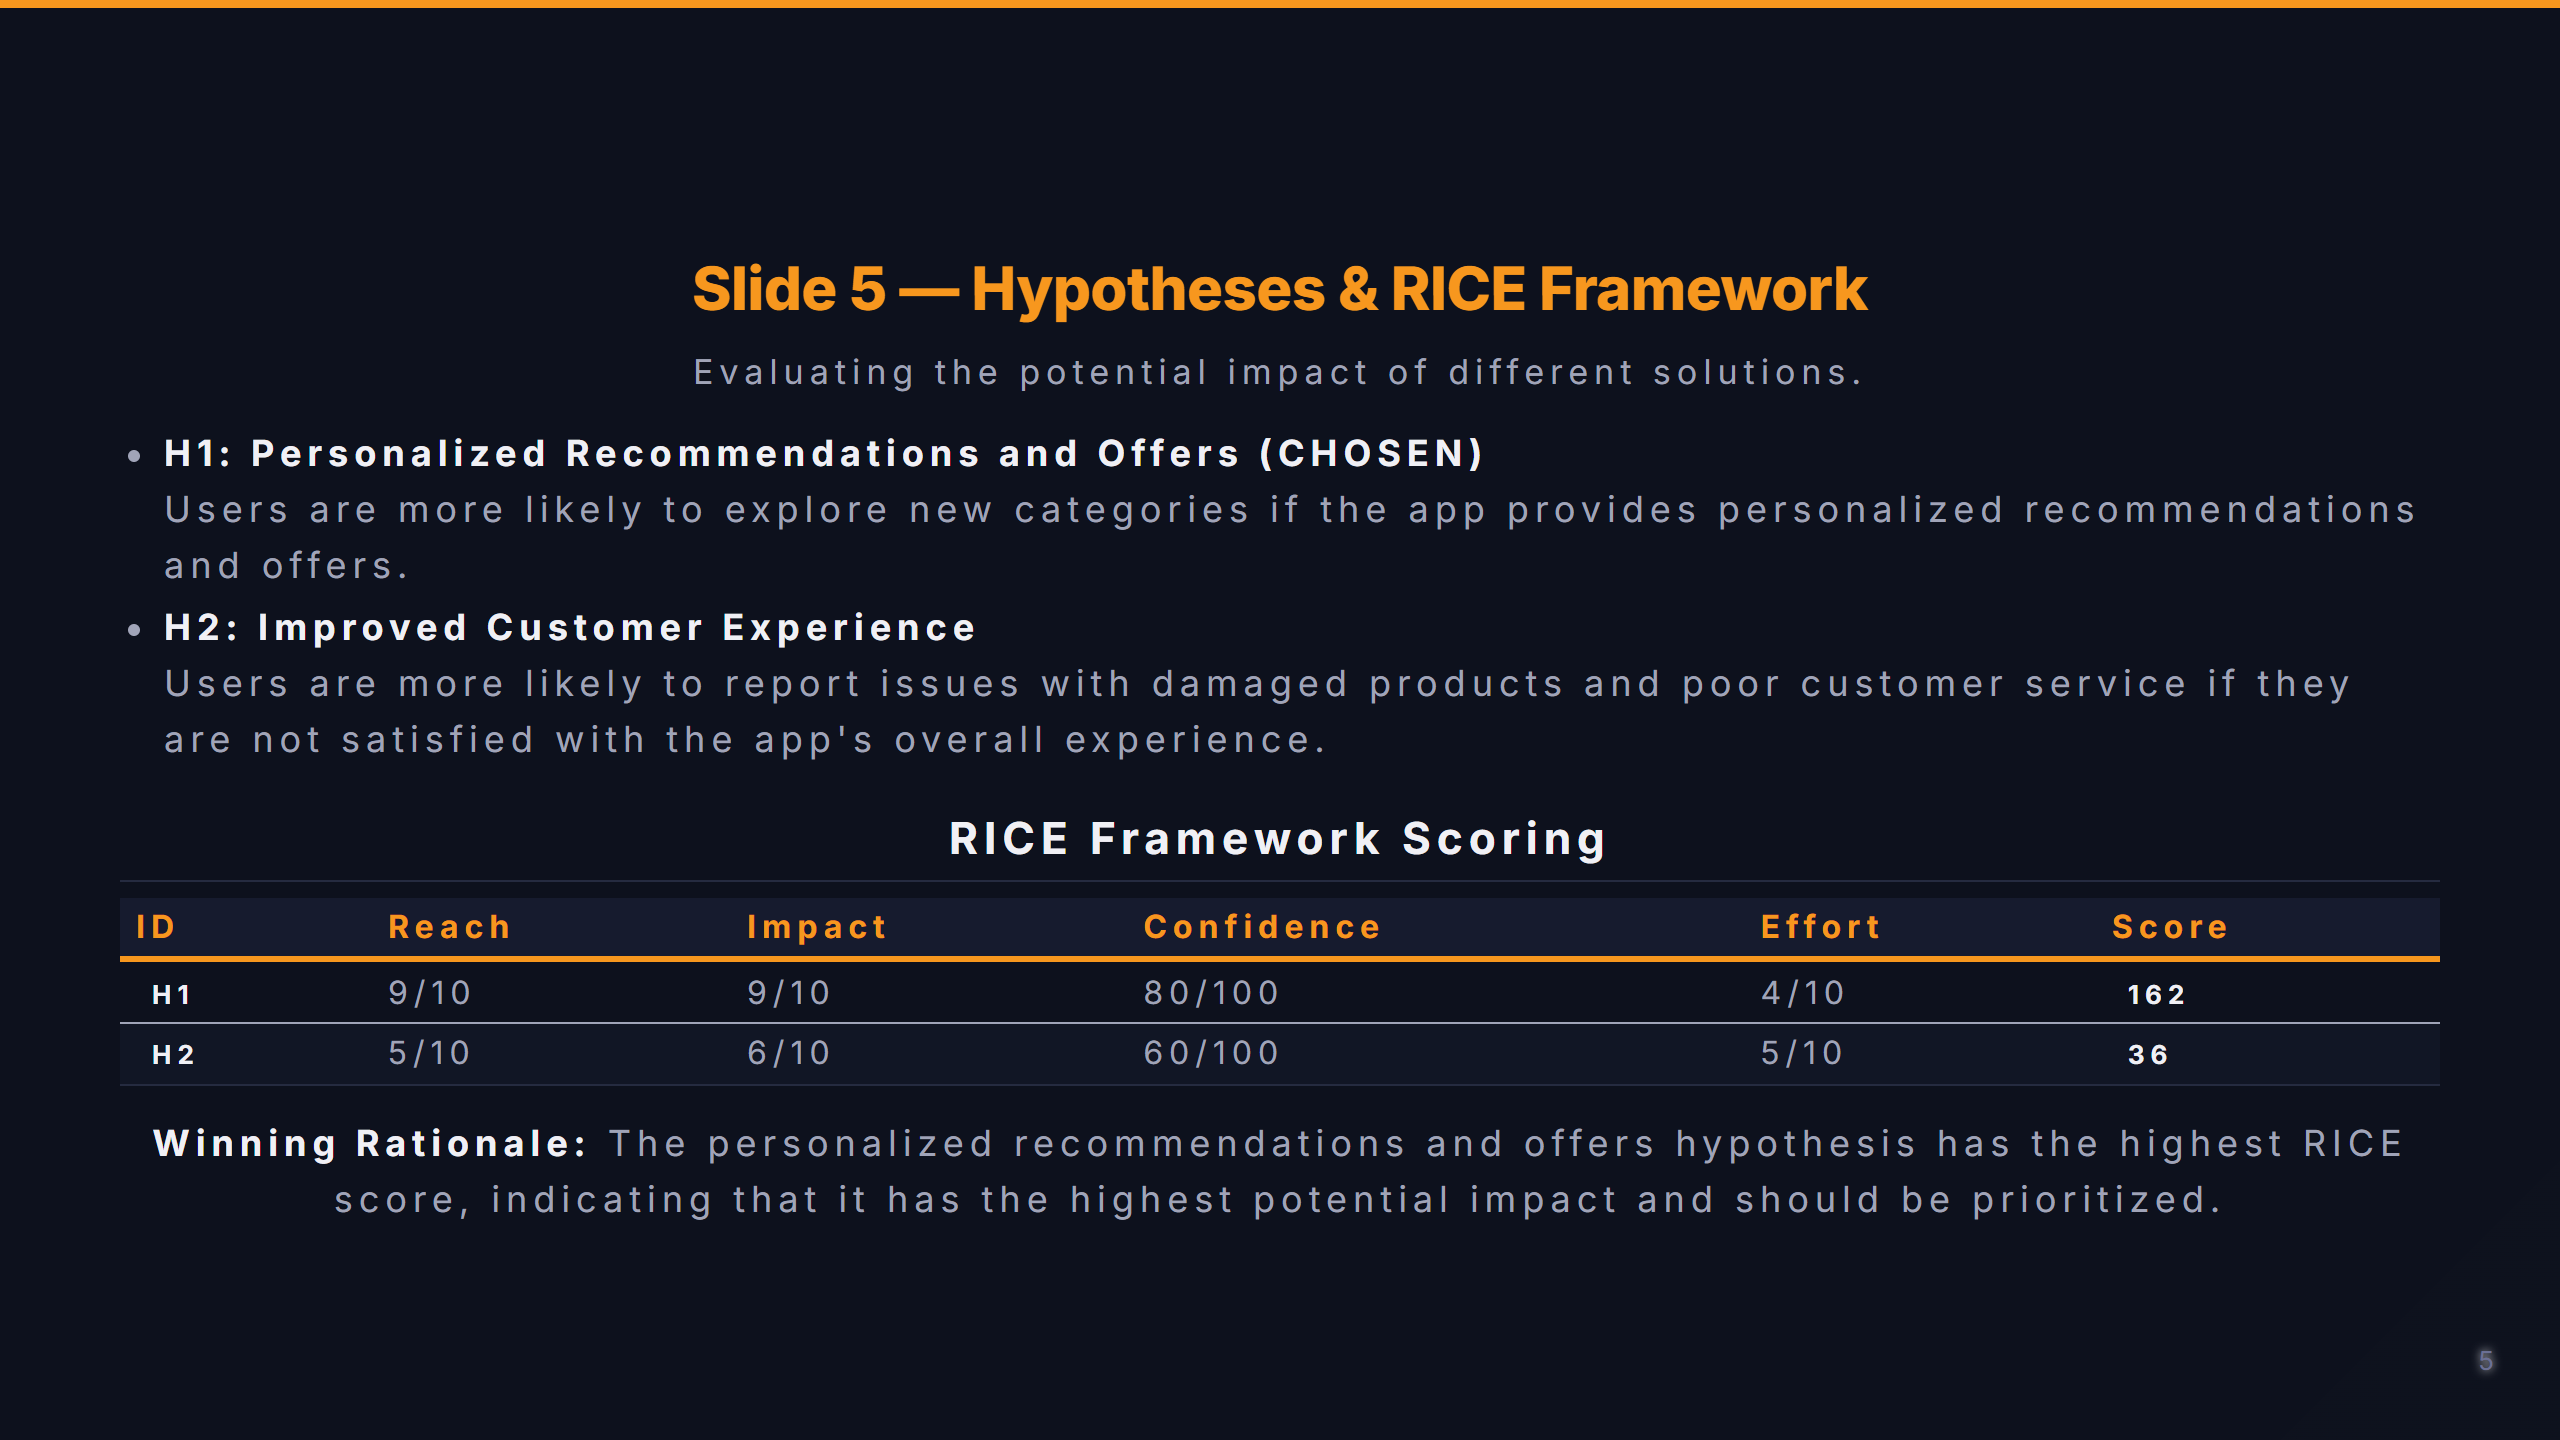 Slide 5 — Hypotheses & RICE Framework
Evaluating the potential impact of different solutions.
• H1: Personalized Recommendations and Offers (CHOSEN)
Users are more likely to explore new categories if the app provides personalized recommendations
and offers.
• H2: Improved Customer Experience
Users are more likely to report issues with damaged products and poor customer service if they
are not satisfied with the app's overall experience.
RICE Framework Scoring
ID Reach Impact Confidence Effort Score
H1 9/10 9/10 80/100 4/10 162
H2 5/10 6/10 60/100 5/10 36
Winning Rationale: The personalized recommendations and offers hypothesis has the highest RICE
score, indicating that it has the highest potential impact and should be prioritized.
5